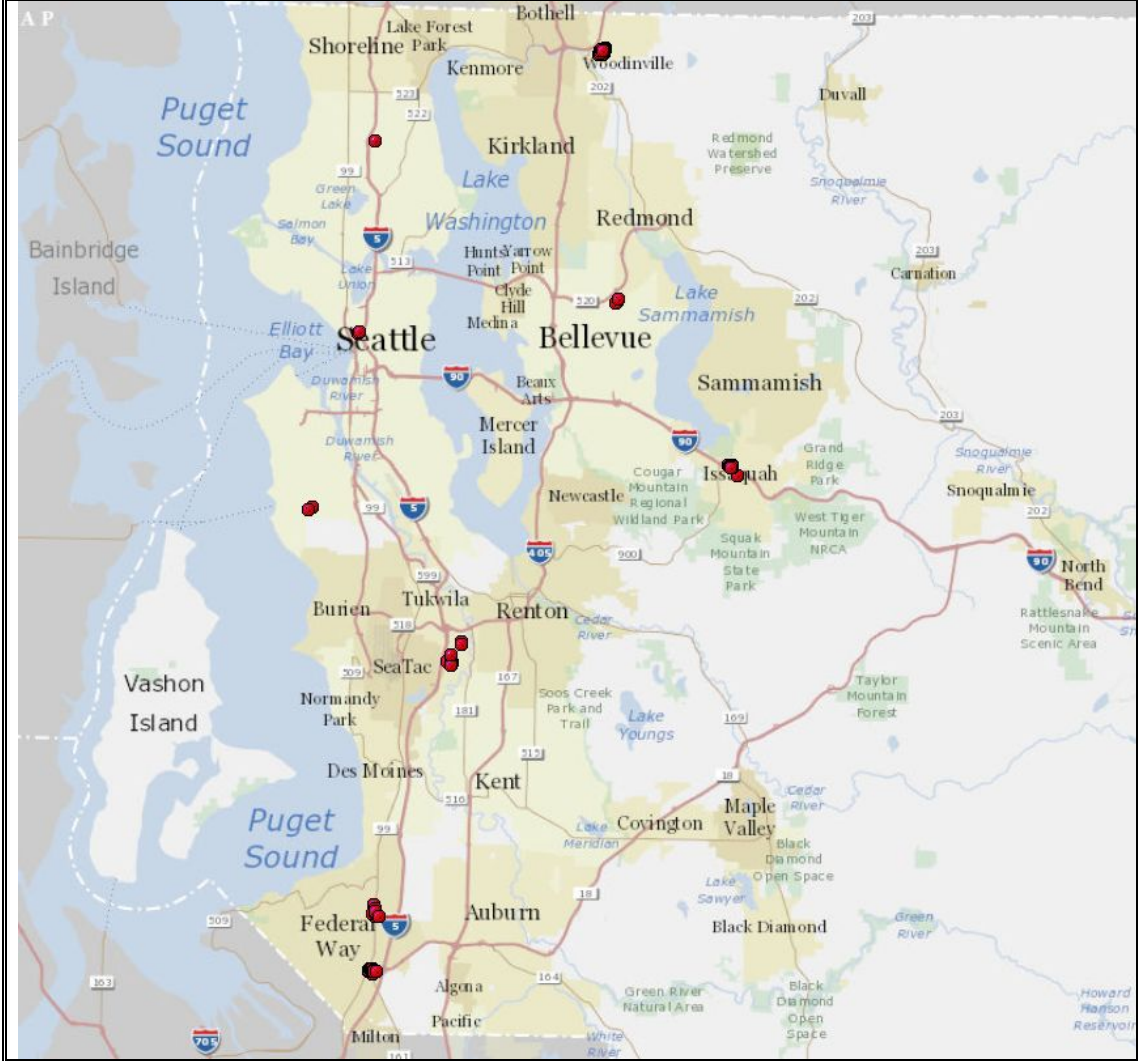 A P
Bothell
203
Lake Forest
Shoreline Park
Kenmore
Woodinville
202
523
522
Duvall
Puget
Sound
Kirkland
Redmond
Watershed
Preserve
99
Green
Lake
Lake
Washington
Snoqualmie
River
Salmon
Bay
Redmond
5
513
Hunts Yarrow
Point Point
203
Bainbridge
Island
Lake
Union
Carnation
Clyde
Hill
Medina
520
Lake
Sammamish
202
Elliott
Bay
Seattle
Bellevue
90
Beaux
Arts
Sammamish
Duwamish
River
Mercer
Island
203
Duwamish
River
90
Grand
Ridge
Park
Snoqualmie
River
Issaquah
Cougar
Mountain
Regional
Wildland Park
Newcastle
Snoqualmie
99
5
202
West Tiger
Mountain
NRCA
Squak
Mountain
State
Park
405
900
90
North
Bend
599
Tukwila
Burien
Renton
518
Cedar
River
Rattlesnake
Mountain
Scenic Area
SeaTac
509
167
Vashon
Island
Normandy
Park
181
Soos Creek
Park and
Trail
Taylor
Mountain
Forest
Lake
Youngs
169
515
Des Moines
Kent
18
516
Cedar
River
Puget
Sound
99
Maple
Valley
Lake
Meridian
Covington
Black
Diamond
Open Space
18
Lake
Sawyer
509
Federal
Way
5
Auburn
Black Diamond
Green
River
163
164
Algona
Green River
Natural Area
Black
Diamond
Open
Space
Howard
Hanson
Reservoir
Pacific
705
Milton
White
River
161